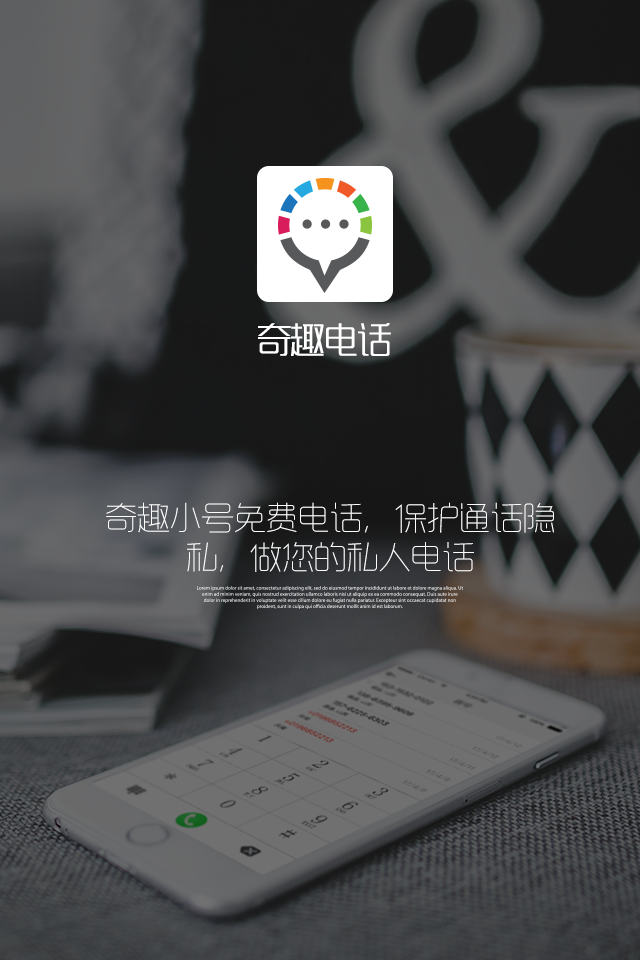 奇趣电话
奇趣小号免费电话，保护通话隐
私，做您的私人电话
Lorem ipsum dolor sit amet, consectetur adipiscing elit, sed do eiusmod tempor incididunt ut labore et dolore magna aliqua. Ut
enim ad minim veniam, quis nostrud exercitation ullamco laboris nisi ut aliquip ex ea commodo consequat. Duis aute irure
dolor in reprehenderit in voluptate velit esse cillum dolore eu fugiat nulla pariatur. Excepteur sint occaecat cupidatat non
proident, sunt in culpa qui officia deserunt mollit anim id est laborum.
1
2
3
4
5
6
7
8
9
*
0
#